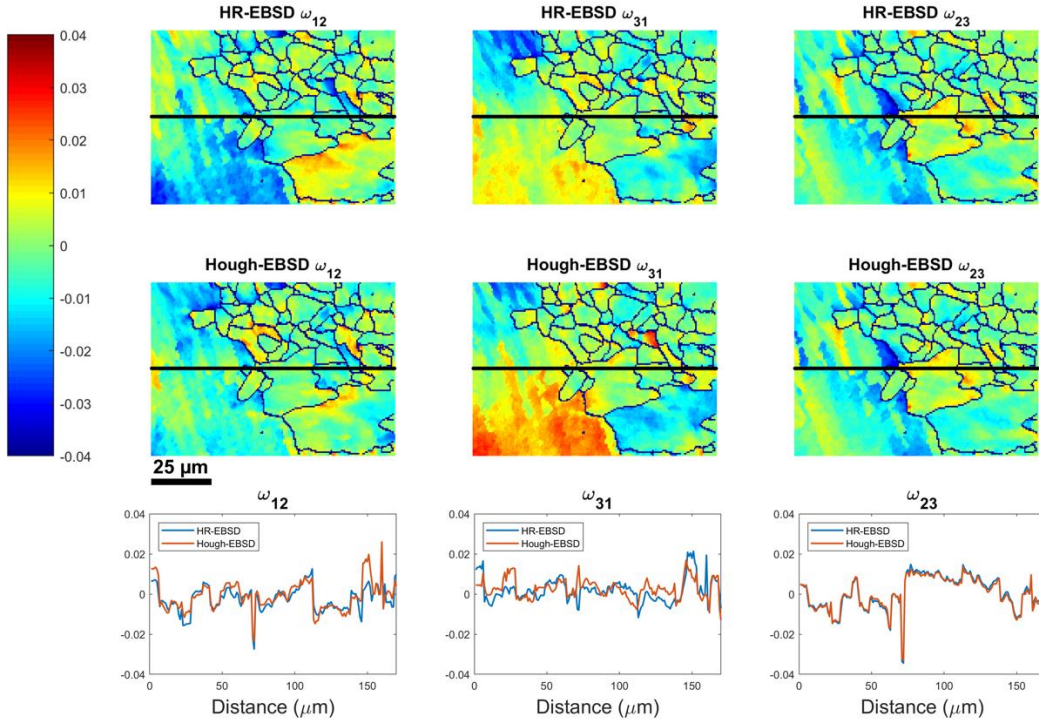 HR-EBSD ω12
HR-EBSD ω31
HR-EBSD ω23
0.04
0.03
0.02
0.01
0
-0.01
-0.02
-0.03
-0.04
Hough-EBSD ω12
Hough-EBSD ω31
Hough-EBSD ω23
25 μm
ω12
0.04
0.02
0
-0.02
-0.04
HR-EBSD
Hough-EBSD
0 50 100 150
Distance (μm)
ω31
0.04
0.02
0
-0.02
-0.04
HR-EBSD
Hough-EBSD
0 50 100 150
Distance (μm)
ω23
0.04
0.02
0
-0.02
-0.04
HR-EBSD
Hough-EBSD
0 50 100 150
Distance (μm)